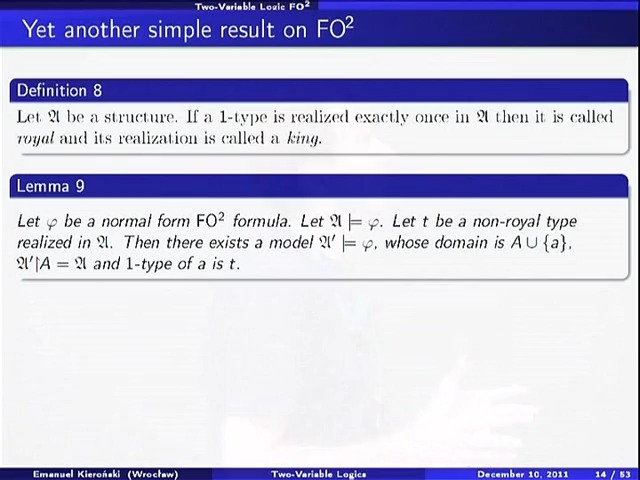 Two-Variable Logic FO²
Yet another simple result on FO²
Definition 8
Let 𝔄 be a structure. If a 1-type is realized exactly once in 𝔄 then it is called
royal and its realization is called a king.
Lemma 9
Let φ be a normal form FO² formula. Let 𝔄 ⊨ φ. Let t be a non-royal type
realized in 𝔄. Then there exists a model 𝔄′ ⊨ φ, whose domain is A ∪ {a},
𝔄′|A = 𝔄 and 1-type of a is t.
Emanuel Kieroński (Wrocław) Two-Variable Logics December 10, 2011 14 / 53